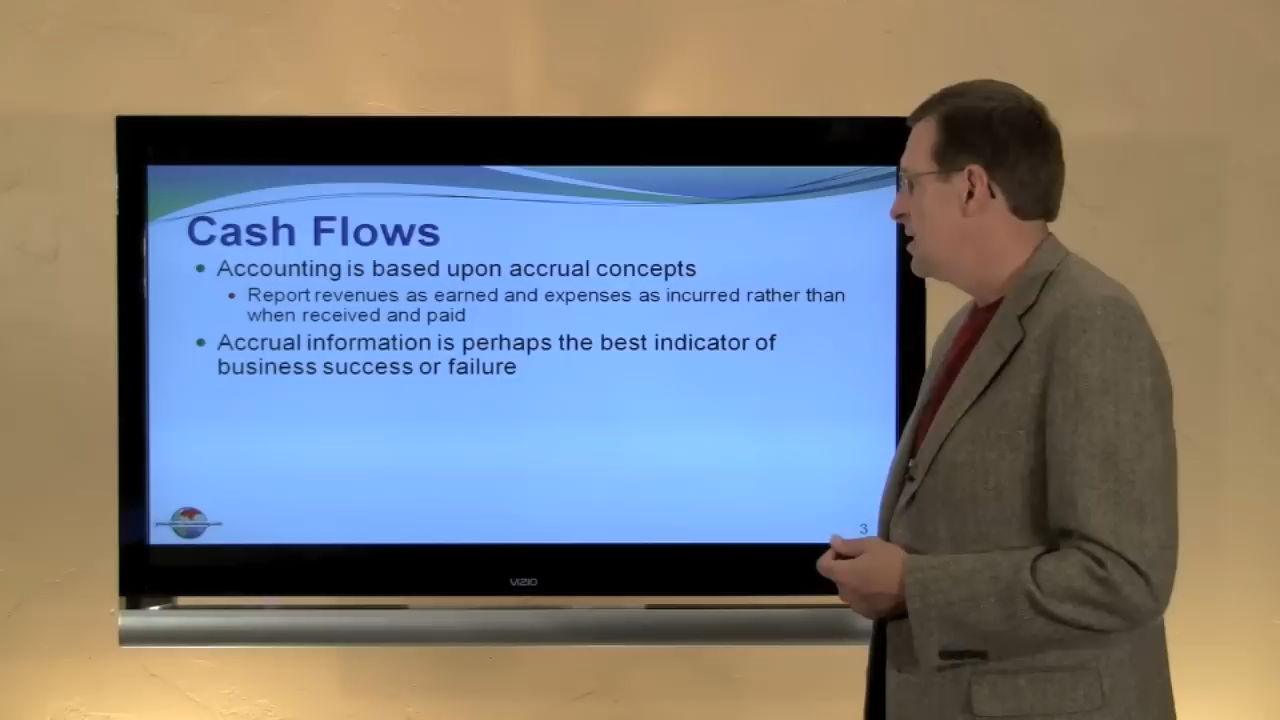 Cash Flows
• Accounting is based upon accrual concepts
• Report revenues as earned and expenses as incurred rather than
when received and paid
• Accrual information is perhaps the best indicator of
business success or failure
3
VIZIO